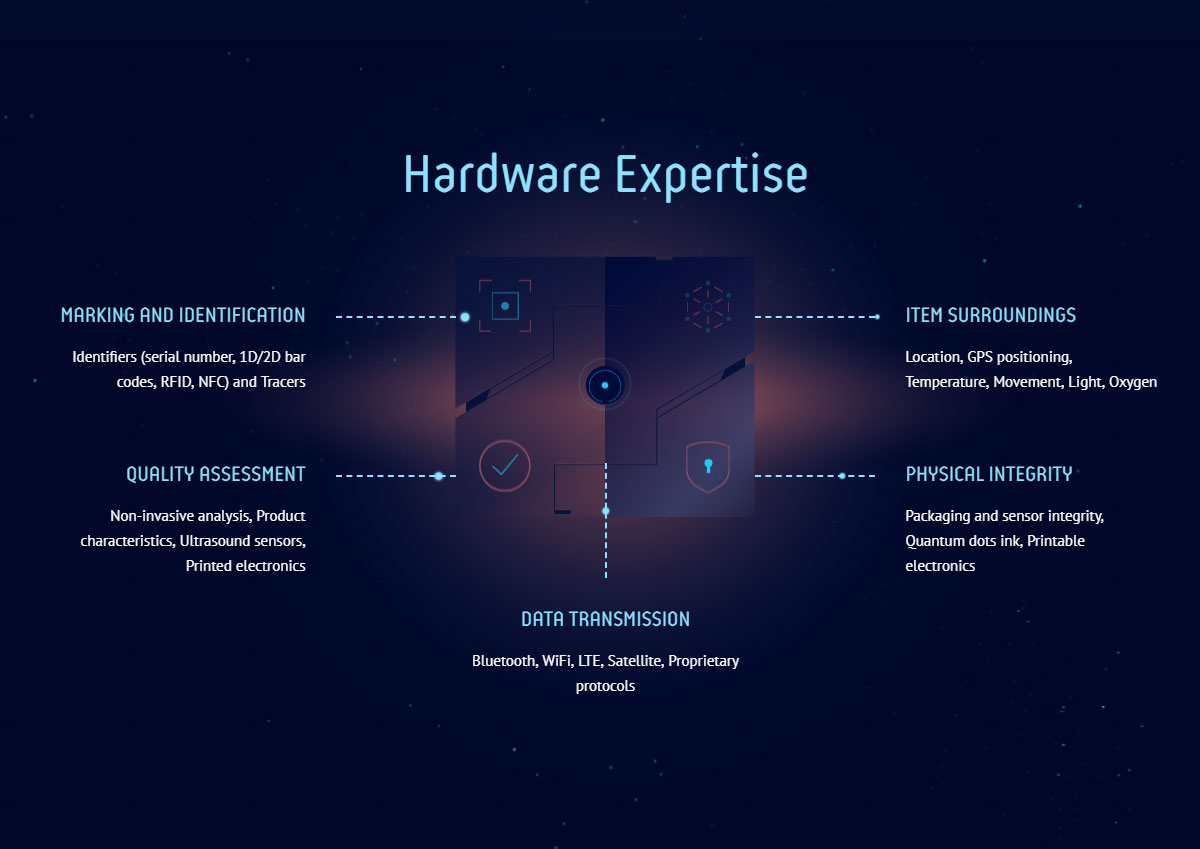 Hardware Expertise
MARKING AND IDENTIFICATION
Identifiers (serial number, 1D/2D bar
codes, RFID, NFC) and Tracers
QUALITY ASSESSMENT
Non-invasive analysis, Product
characteristics, Ultrasound sensors,
Printed electronics
ITEM SURROUNDINGS
Location, GPS positioning,
Temperature, Movement, Light, Oxygen
PHYSICAL INTEGRITY
Packaging and sensor integrity,
Quantum dots ink, Printable
electronics
DATA TRANSMISSION
Bluetooth, WiFi, LTE, Satellite, Proprietary
protocols